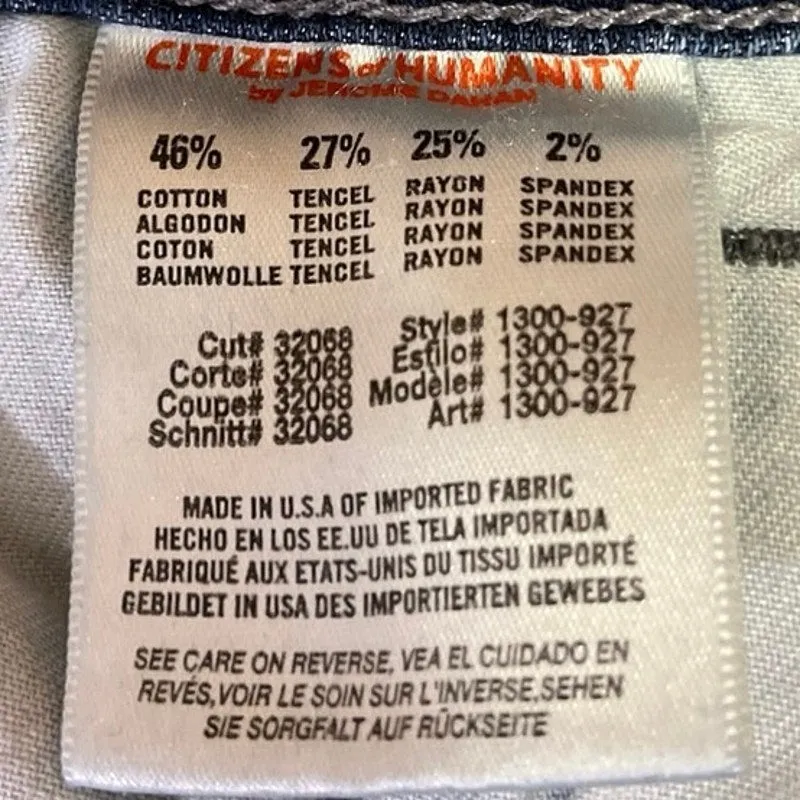 CITIZENS of HUMANITY
by JEROME DAHAN
46% 27% 25% 2%
COTTON TENCEL RAYON SPANDEX
ALGODON TENCEL RAYON SPANDEX
COTON TENCEL RAYON SPANDEX
BAUMWOLLE TENCEL RAYON SPANDEX
Cut# 32068 Style# 1300-927
Corte# 32068 Estilo# 1300-927
Coupe# 32068 Modèle# 1300-927
Schnitt# 32068 Art# 1300-927
MADE IN U.S.A OF IMPORTED FABRIC
HECHO EN LOS EE.UU DE TELA IMPORTADA
FABRIQUÉ AUX ETATS-UNIS DU TISSU IMPORTÉ
GEBILDET IN USA DES IMPORTIERTEN GEWEBES
SEE CARE ON REVERSE, VEA EL CUIDADO EN
REVÉS,VOIR LE SOIN SUR L'INVERSE,SEHEN
SIE SORGFALT AUF RÜCKSEITE